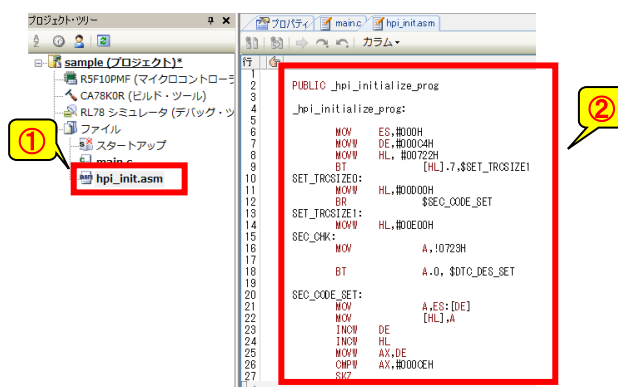 プロジェクト・ツリー
sample (プロジェクト)*
R5F10PMF (マイクロコントローラ
CA78K0R (ビルド・ツール)
RL78 シミュレータ (デバッグ・ツ
ファイル
スタートアップ
main.c
hpi_init.asm
①
プロパティ main.c hpi_init.asm
カラム
行
1
2 PUBLIC _hpi_initialize_prog
3
4 _hpi_initialize_prog:
5
6 MOV ES,#000H
7 MOVW DE,#000C4H
8 MOVW HL, #00722H
9 BT [HL].7,$SET_TRCSIZE1
10 SET_TRCSIZE0:
11 MOVW HL,#00D00H
12 BR $SEC_CODE_SET
13 SET_TRCSIZE1:
14 MOVW HL,#00E00H
15 SEC_CHK:
16 MOV A,!0723H
17
18 BT A.0, $DTC_DES_SET
19
20 SEC_CODE_SET:
21 MOV A,ES:[DE]
22 MOV [HL],A
23 INCW DE
24 INCW HL
25 MOVW AX,DE
26 CMPW AX,#000CEH
27 SKZ
②